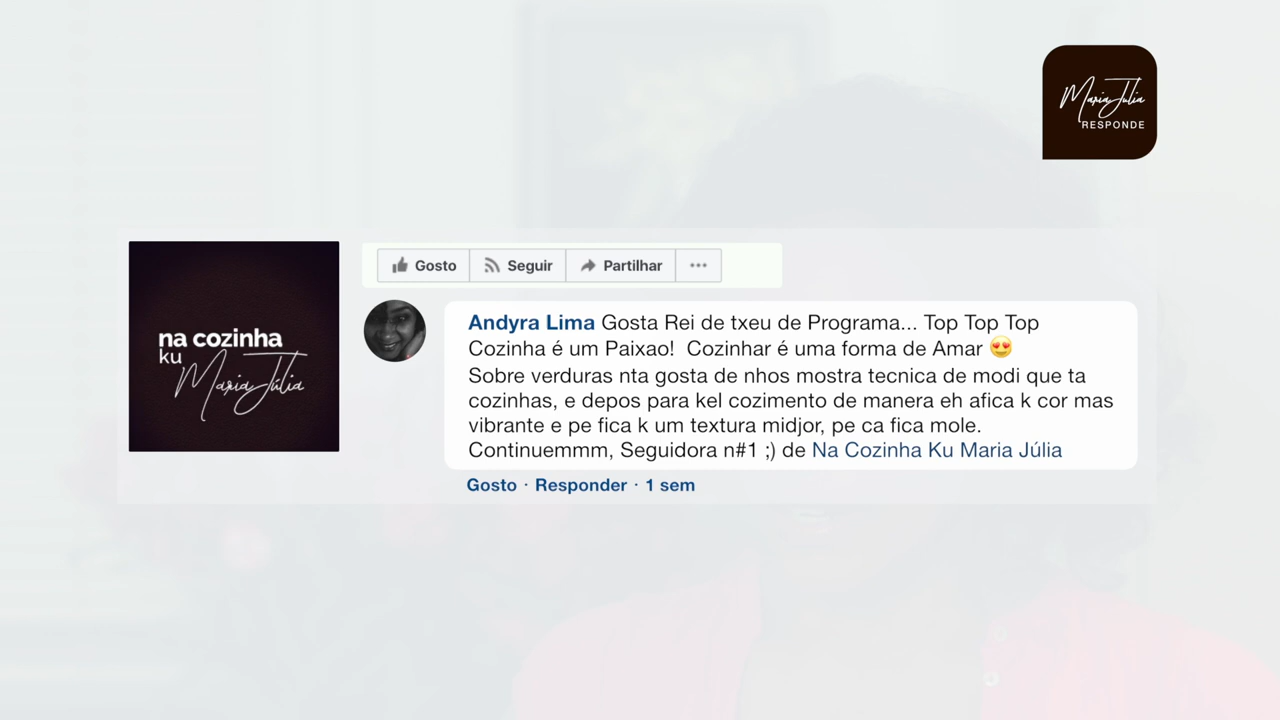 Maria Júlia
RESPONDE
na cozinha
ku
Maria Júlia
Gosto Seguir Partilhar ...
Andyra Lima Gosta Rei de txeu de Programa... Top Top Top
Cozinha é um Paixao! Cozinhar é uma forma de Amar 😍
Sobre verduras nta gosta de nhos mostra tecnica de modi que ta
cozinhas, e depos para kel cozimento de manera eh afica k cor mas
vibrante e pe fica k um textura midjor, pe ca fica mole.
Continuemmm, Seguidora n#1 ;) de Na Cozinha Ku Maria Júlia
Gosto · Responder · 1 sem